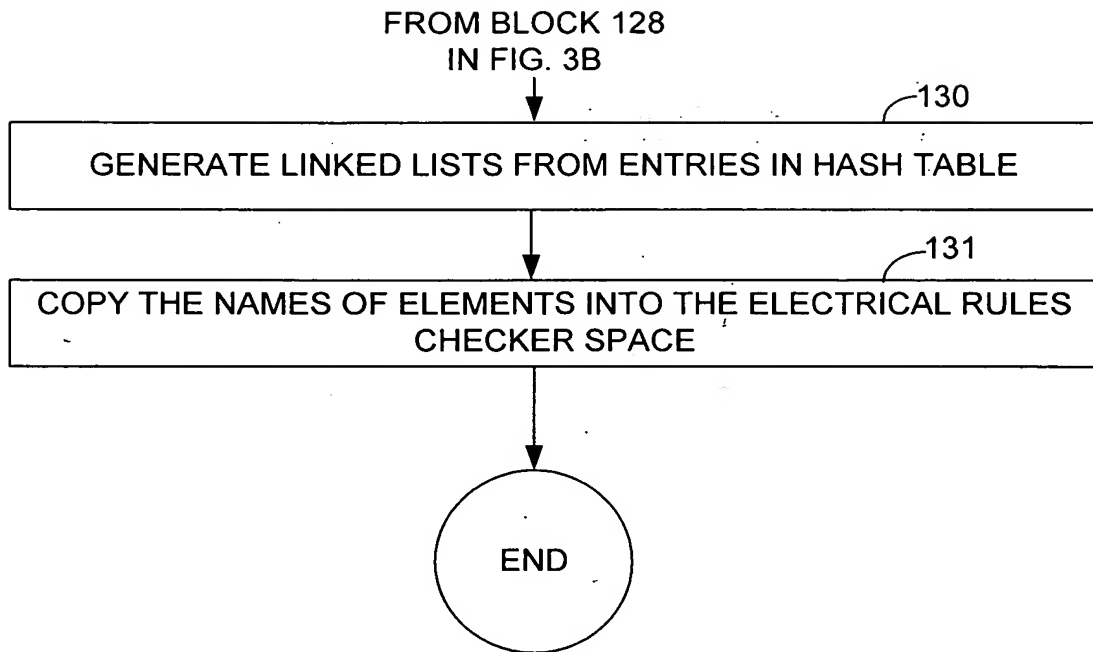 FROM BLOCK 128
IN FIG. 3B
130
GENERATE LINKED LISTS FROM ENTRIES IN HASH TABLE
131
COPY THE NAMES OF ELEMENTS INTO THE ELECTRICAL RULES
CHECKER SPACE
END